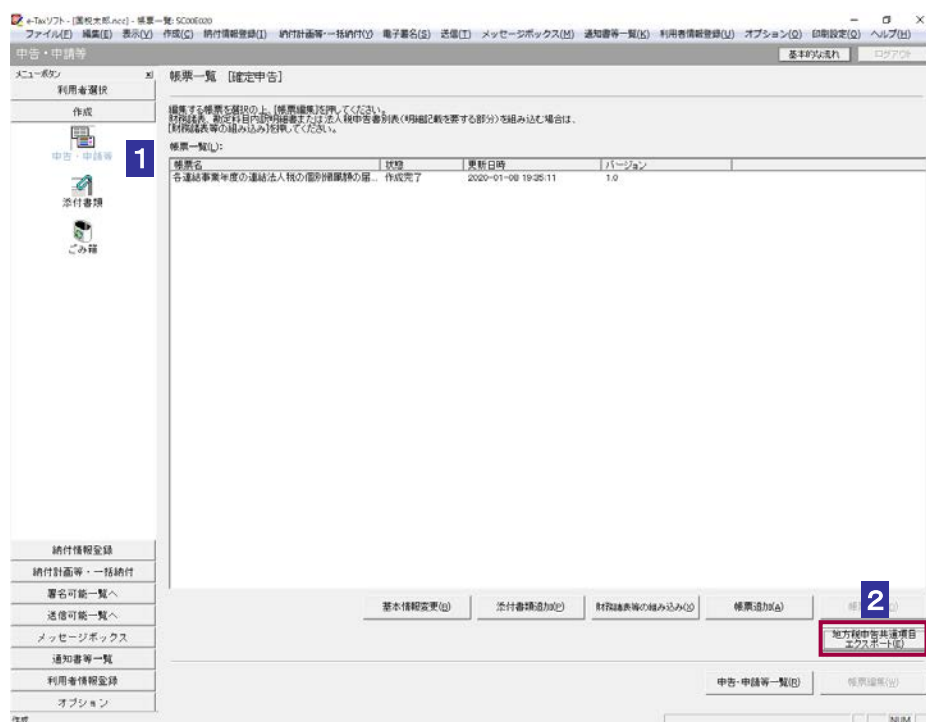 e-Taxソフト - [国税太郎.ncc] - 帳票一覧: SC00E020
ファイル(F) 編集(E) 表示(V) 作成(C) 納付情報登録(I) 納付計画等・一括納付(Y) 電子署名(S) 送信(T) メッセージボックス(M) 通知書等一覧(K) 利用者情報登録(U) オプション(O) 印刷設定(Q) ヘルプ(H)
申告・申請等
基本的な流れ
ログアウト
メニューボタン
利用者選択
作成
申告・申請等
1
添付書類
ごみ箱
帳票一覧 [確定申告]
編集する帳票を選択の上、[帳票編集]を押してください。
財務諸表、勘定科目内訳明細書または法人税申告書別表(明細記載を要する部分)を組み込む場合は、
[財務諸表等の組み込み]を押してください。
帳票一覧(L):
帳票名 状態 更新日時 バージョン
各連結事業年度の連結法人税の個別帰属額の届... 作成完了 2020-01-08 19:35:11 1.0
納付情報登録
納付計画等・一括納付
署名可能一覧へ
送信可能一覧へ
メッセージボックス
通知書等一覧
利用者情報登録
オプション
基本情報変更(B)
添付書類追加(P)
財務諸表等の組み込み(X)
帳票追加(A)
2
地方税申告共通項目
エクスポート(E)
申告・申請等一覧(R)
帳票編集(W)
作成
NUM